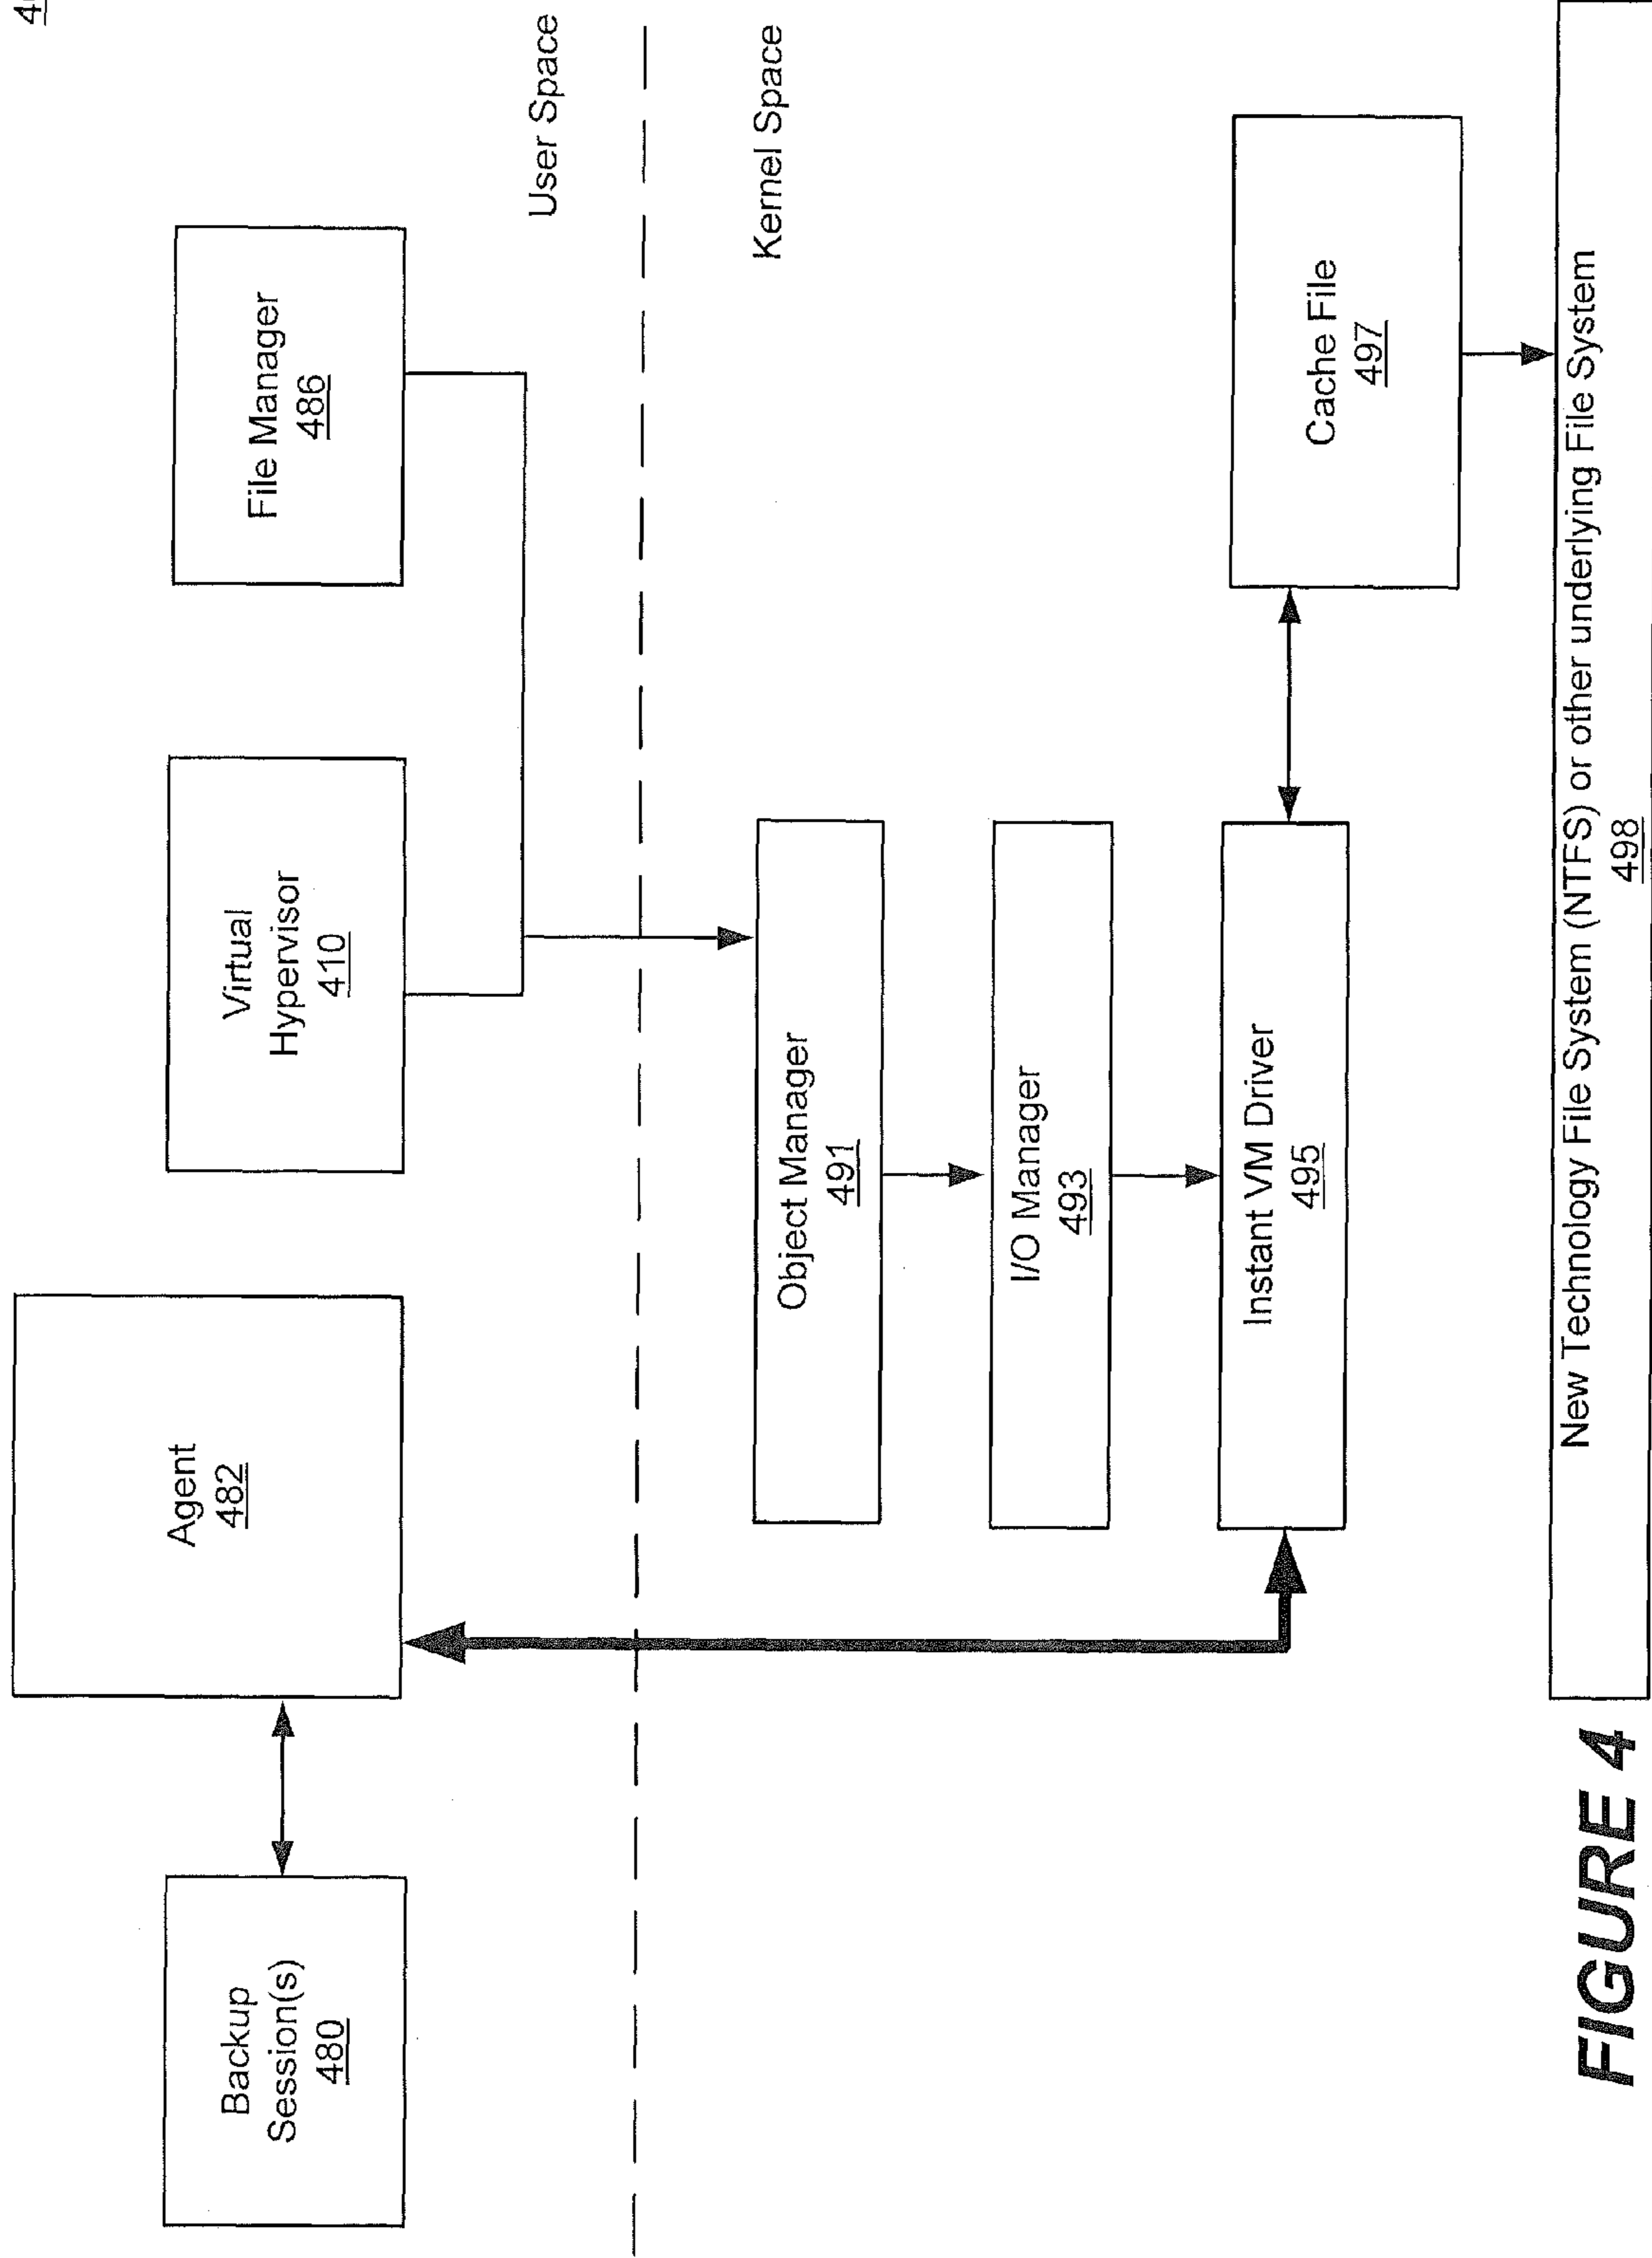 Backup
Session(s)
480
Agent
482
Virtual
Hypervisor
410
File Manager
486
User Space
Kernel Space
Object Manager
491
I/O Manager
493
Instant VM Driver
495
Cache File
497
New Technology File System (NTFS) or other underlying File System
498
FIGURE 4